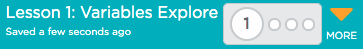 Lesson 1: Variables Explore
Saved a few seconds ago
1
MORE